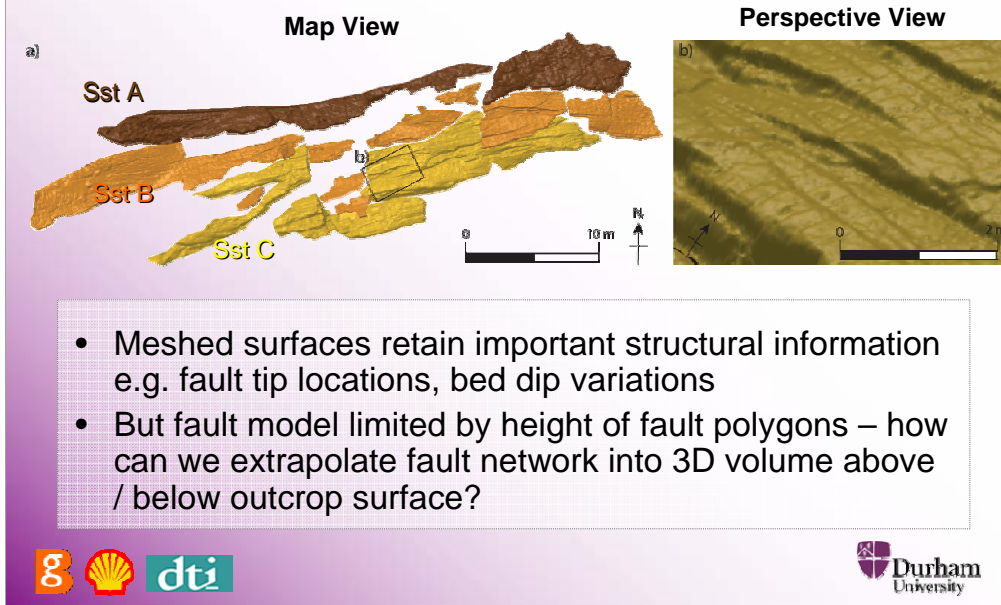 Map View
Perspective View
a)
b)
Sst A
b)
Sst B
Sst C
0 10 m
N
N
0 2 m
• Meshed surfaces retain important structural information
e.g. fault tip locations, bed dip variations
• But fault model limited by height of fault polygons – how
can we extrapolate fault network into 3D volume above
/ below outcrop surface?
g
dti
Durham
University